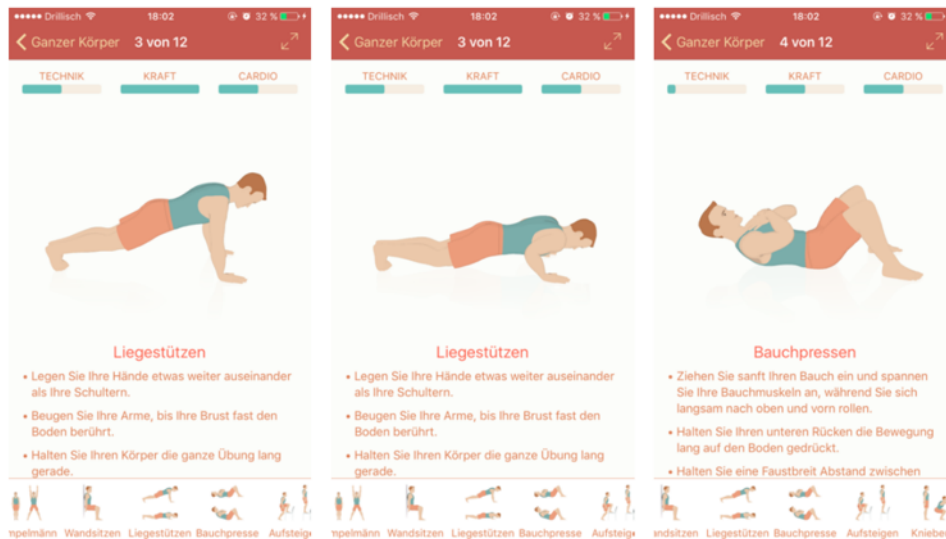 Drillisch 18:02 32 %
Ganzer Körper 3 von 12
TECHNIK KRAFT CARDIO
Liegestützen
• Legen Sie Ihre Hände etwas weiter auseinander
als Ihre Schultern.
• Beugen Sie Ihre Arme, bis Ihre Brust fast den
Boden berührt.
• Halten Sie Ihren Körper die ganze Übung lang
gerade.
mpelmänn Wandsitzen Liegestützen Bauchpresse Aufsteige
Drillisch 18:02 32 %
Ganzer Körper 3 von 12
TECHNIK KRAFT CARDIO
Liegestützen
• Legen Sie Ihre Hände etwas weiter auseinander
als Ihre Schultern.
• Beugen Sie Ihre Arme, bis Ihre Brust fast den
Boden berührt.
• Halten Sie Ihren Körper die ganze Übung lang
gerade.
mpelmänn Wandsitzen Liegestützen Bauchpresse Aufsteige
Drillisch 18:02 32 %
Ganzer Körper 4 von 12
TECHNIK KRAFT CARDIO
Bauchpressen
• Ziehen Sie sanft Ihren Bauch ein und spannen
Sie Ihre Bauchmuskeln an, während Sie sich
langsam nach oben und vorn rollen.
• Halten Sie Ihren unteren Rücken die Bewegung
lang auf den Boden gedrückt.
• Halten Sie eine Faustbreit Abstand zwischen
andsitzen Liegestützen Bauchpresse Aufsteigen Kniebe